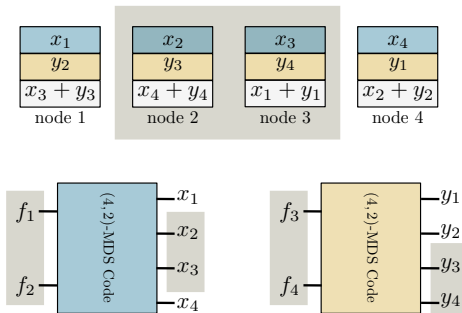 x₁ x₂ x₃ x₄
y₂ y₃ y₄ y₁
x₃ + y₃ x₄ + y₄ x₁ + y₁ x₂ + y₂
node 1 node 2 node 3 node 4
f₁
f₂
(4, 2)-MDS Code
x₁
x₂
x₃
x₄
f₃
f₄
(4, 2)-MDS Code
y₁
y₂
y₃
y₄